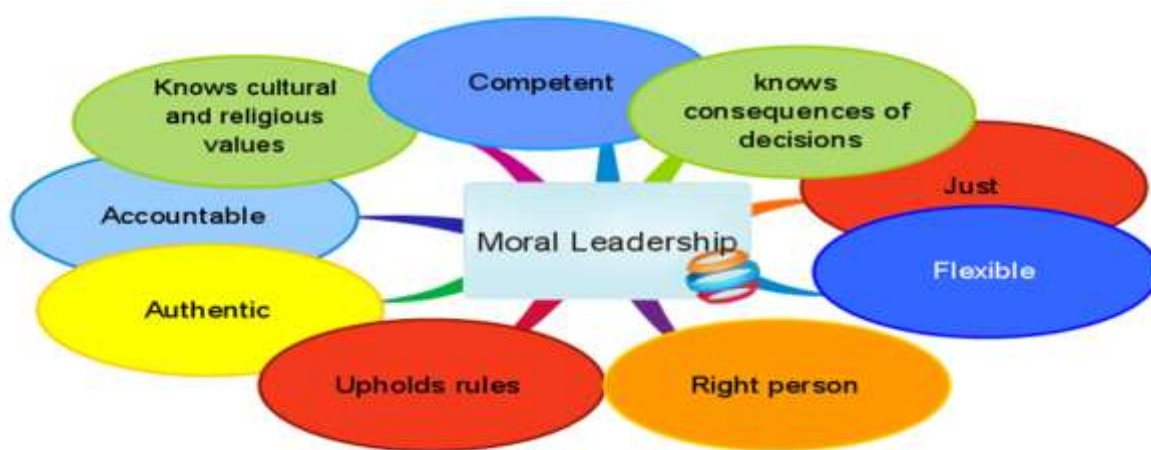 Competent
knows
consequences of
decisions
Knows cultural
and religious
values
Just
Accountable
Moral Leadership
Flexible
Authentic
Upholds rules
Right person